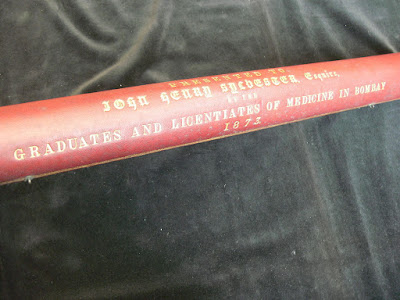 PRESENTED TO
John Henry Sylvester Esquire,
BY THE
GRADUATES AND LICENTIATES OF MEDICINE IN BOMBAY
1873.